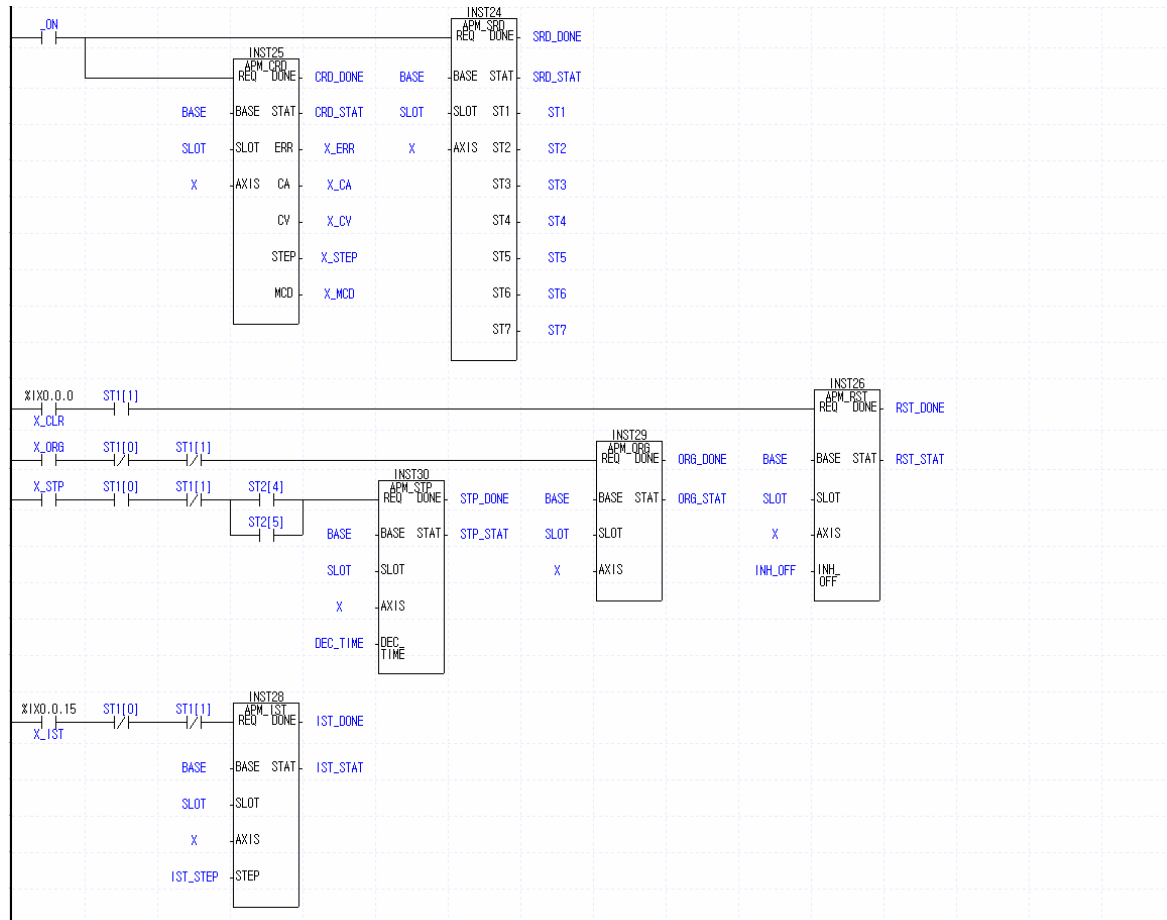 INST24
_ON APM_SRD
REQ DONE SRD_DONE
INST25
APM_CRD
REQ DONE CRD_DONE BASE BASE STAT SRD_STAT
BASE BASE STAT CRD_STAT SLOT SLOT ST1 ST1
SLOT SLOT ERR X_ERR X AXIS ST2 ST2
X AXIS CA X_CA ST3 ST3
CV X_CV ST4 ST4
STEP X_STEP ST5 ST5
MCD X_MCD ST6 ST6
ST7 ST7
INST26
%IX0.0.0 ST1[1] APM_RST
REQ DONE RST_DONE
X_CLR
INST29
X_ORG ST1[0] ST1[1] APM_ORG
REQ DONE ORG_DONE BASE BASE STAT RST_STAT
INST30
X_STP ST1[0] ST1[1] ST2[4] APM_STP
REQ DONE STP_DONE BASE BASE STAT ORG_STAT SLOT SLOT
ST2[5]
BASE BASE STAT STP_STAT SLOT SLOT X AXIS
SLOT SLOT X AXIS INH_OFF INH_
OFF
X AXIS
DEC_TIME DEC_
TIME
INST28
%IX0.0.15 ST1[0] ST1[1] APM_IST
REQ DONE IST_DONE
X_IST
BASE BASE STAT IST_STAT
SLOT SLOT
X AXIS
IST_STEP STEP